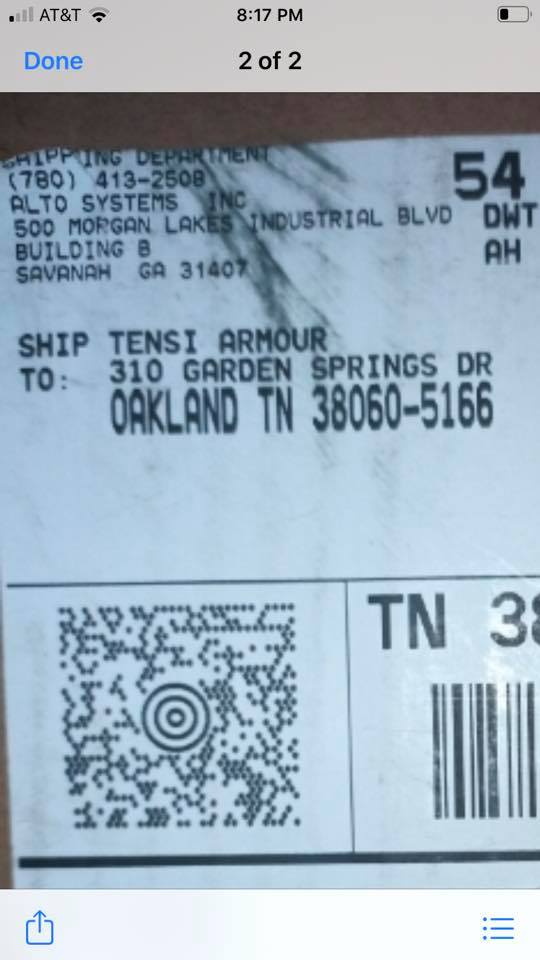 AT&T
8:17 PM
Done
2 of 2
SHIPPING DEPARTMENT
(780) 413-2508
ALTO SYSTEMS INC
500 MORGAN LAKES INDUSTRIAL BLVD
BUILDING B
SAVANAH GA 31407
54
DWT
AH
SHIP TENSI ARMOUR
TO: 310 GARDEN SPRINGS DR
OAKLAND TN 38060-5166
TN 38